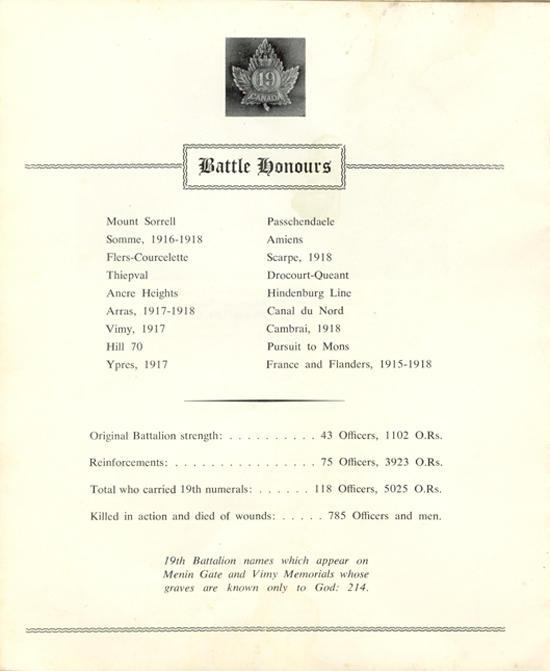 19
CANADA
Battle Honours
Mount Sorrell
Somme, 1916-1918
Flers-Courcelette
Thiepval
Ancre Heights
Arras, 1917-1918
Vimy, 1917
Hill 70
Ypres, 1917
Passchendaele
Amiens
Scarpe, 1918
Drocourt-Queant
Hindenburg Line
Canal du Nord
Cambrai, 1918
Pursuit to Mons
France and Flanders, 1915-1918
Original Battalion strength: . . . . . . . . . . 43 Officers, 1102 O.Rs.
Reinforcements: . . . . . . . . . . . . . . . . 75 Officers, 3923 O.Rs.
Total who carried 19th numerals: . . . . . . 118 Officers, 5025 O.Rs.
Killed in action and died of wounds: . . . . . 785 Officers and men.
19th Battalion names which appear on
Menin Gate and Vimy Memorials whose
graves are known only to God: 214.